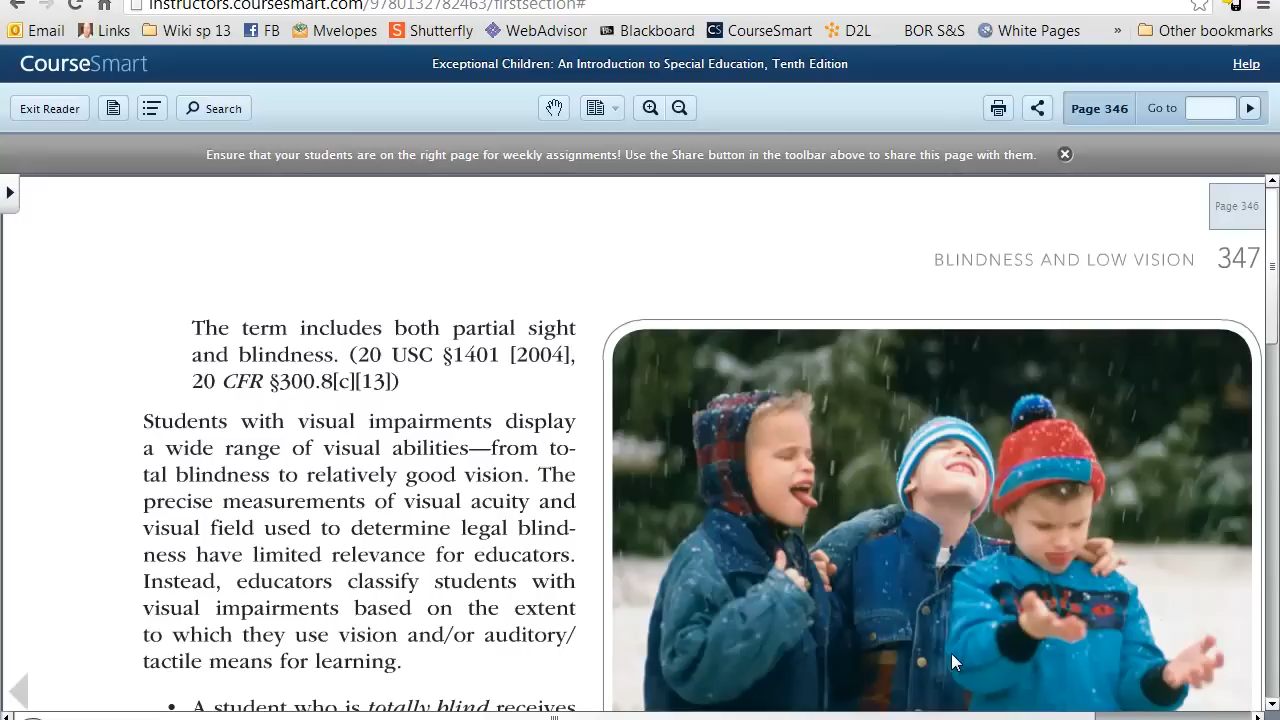 instructors.coursesmart.com/9780132782463/firstsection#
Email Links Wiki sp 13 FB Mvelopes Shutterfly WebAdvisor Blackboard CourseSmart D2L BOR S&S White Pages » Other bookmarks
CourseSmart Exceptional Children: An Introduction to Special Education, Tenth Edition Help
Exit Reader Search Page 346 Go to
Ensure that your students are on the right page for weekly assignments! Use the Share button in the toolbar above to share this page with them.
Page 346
BLINDNESS AND LOW VISION 347
The term includes both partial sight
and blindness. (20 USC §1401 [2004],
20 CFR §300.8[c][13])
Students with visual impairments display
a wide range of visual abilities—from to-
tal blindness to relatively good vision. The
precise measurements of visual acuity and
visual field used to determine legal blind-
ness have limited relevance for educators.
Instead, educators classify students with
visual impairments based on the extent
to which they use vision and/or auditory/
tactile means for learning.
• A student who is totally blind receives